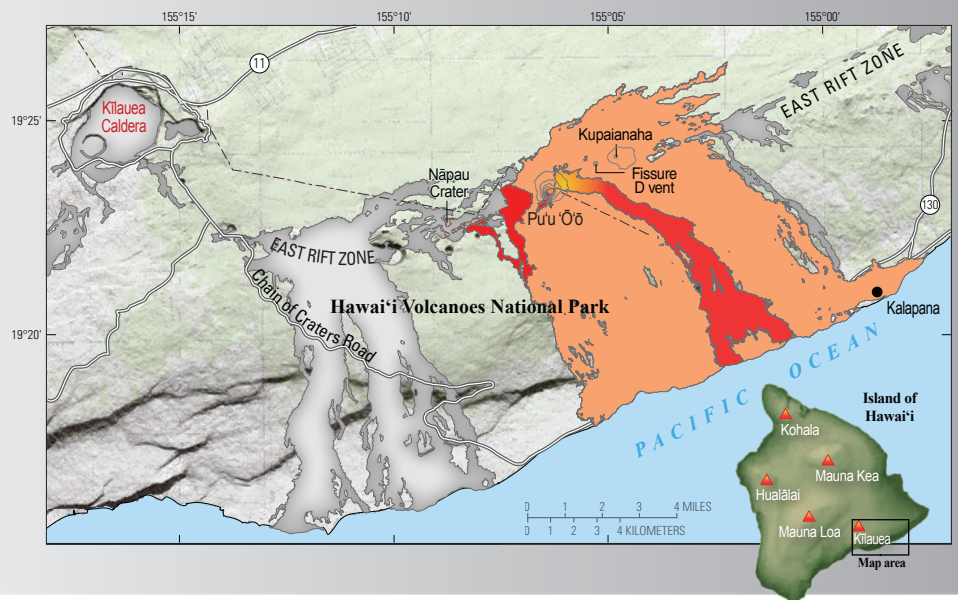 155°15'
155°10'
155°05'
155°00'
11
EAST RIFT ZONE
Kīlauea
Caldera
19°25'
Kupaianaha
Nāpau
Crater
Fissure
D vent
130
Pu'u 'Ō'ō
EAST RIFT ZONE
Chain of Craters Road
Hawai‘i Volcanoes National Park
Kalapana
19°20'
PACIFIC OCEAN
Island of
Hawai‘i
Kohala
Mauna Kea
Hualālai
Mauna Loa
Kīlauea
Map area
0 1 2 3 4 MILES
0 1 2 3 4 KILOMETERS